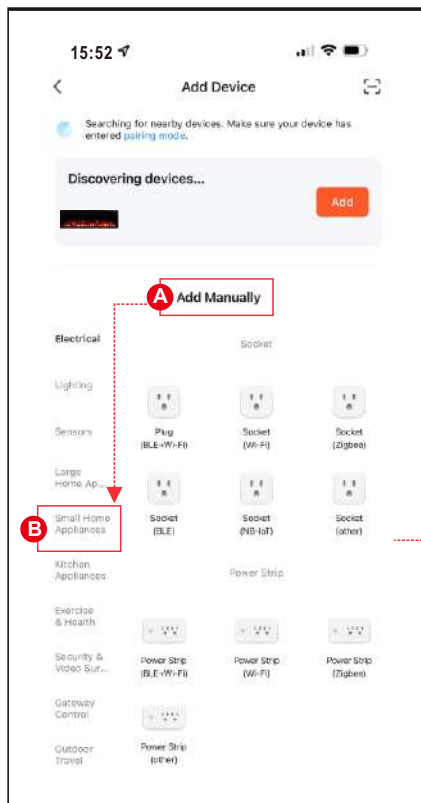 15:52
Add Device
Searching for nearby devices. Make sure your device has
entered pairing mode.
Discovering devices...
Add
A
Add Manually
Electrical
Socket
Lighting
Sensors
Plug
(BLE+Wi-Fi)
Socket
(Wi-Fi)
Socket
(Zigbee)
Large
Home Ap...
Small Home
Appliances
B
Socket
(BLE)
Socket
(NB-IoT)
Socket
(other)
Kitchen
Appliances
Power Strip
Exercise
& Health
Security &
Video Sur...
Power Strip
(BLE+Wi-Fi)
Power Strip
(Wi-Fi)
Power Strip
(Zigbee)
Gateway
Control
Outdoor
Travel
Power Strip
(other)